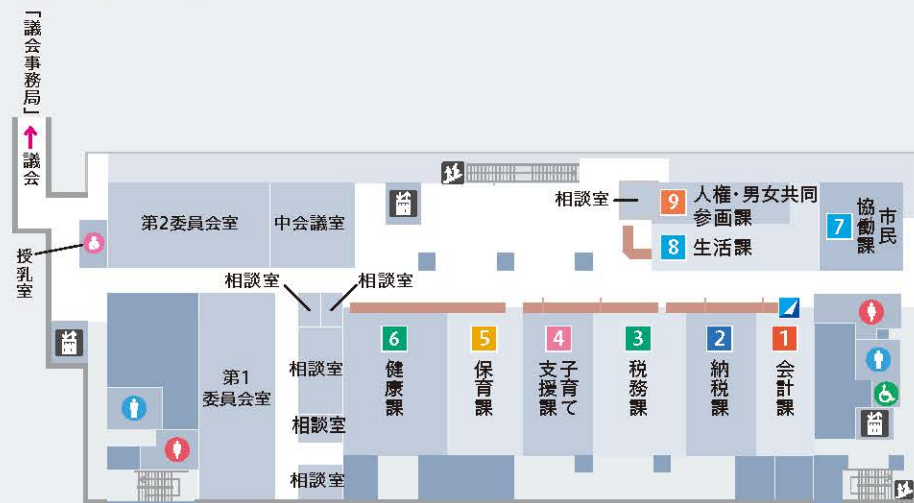 「議会事務局」
議会
授乳室
第2委員会室
中会議室
相談室
9
人権・男女共同
参画課
8
生活課
7
市民
協働課
相談室
相談室
第1
委員会室
相談室
相談室
相談室
6
健康課
5
保育課
4
子育て
支援課
3
税務課
2
納税課
1
会計課